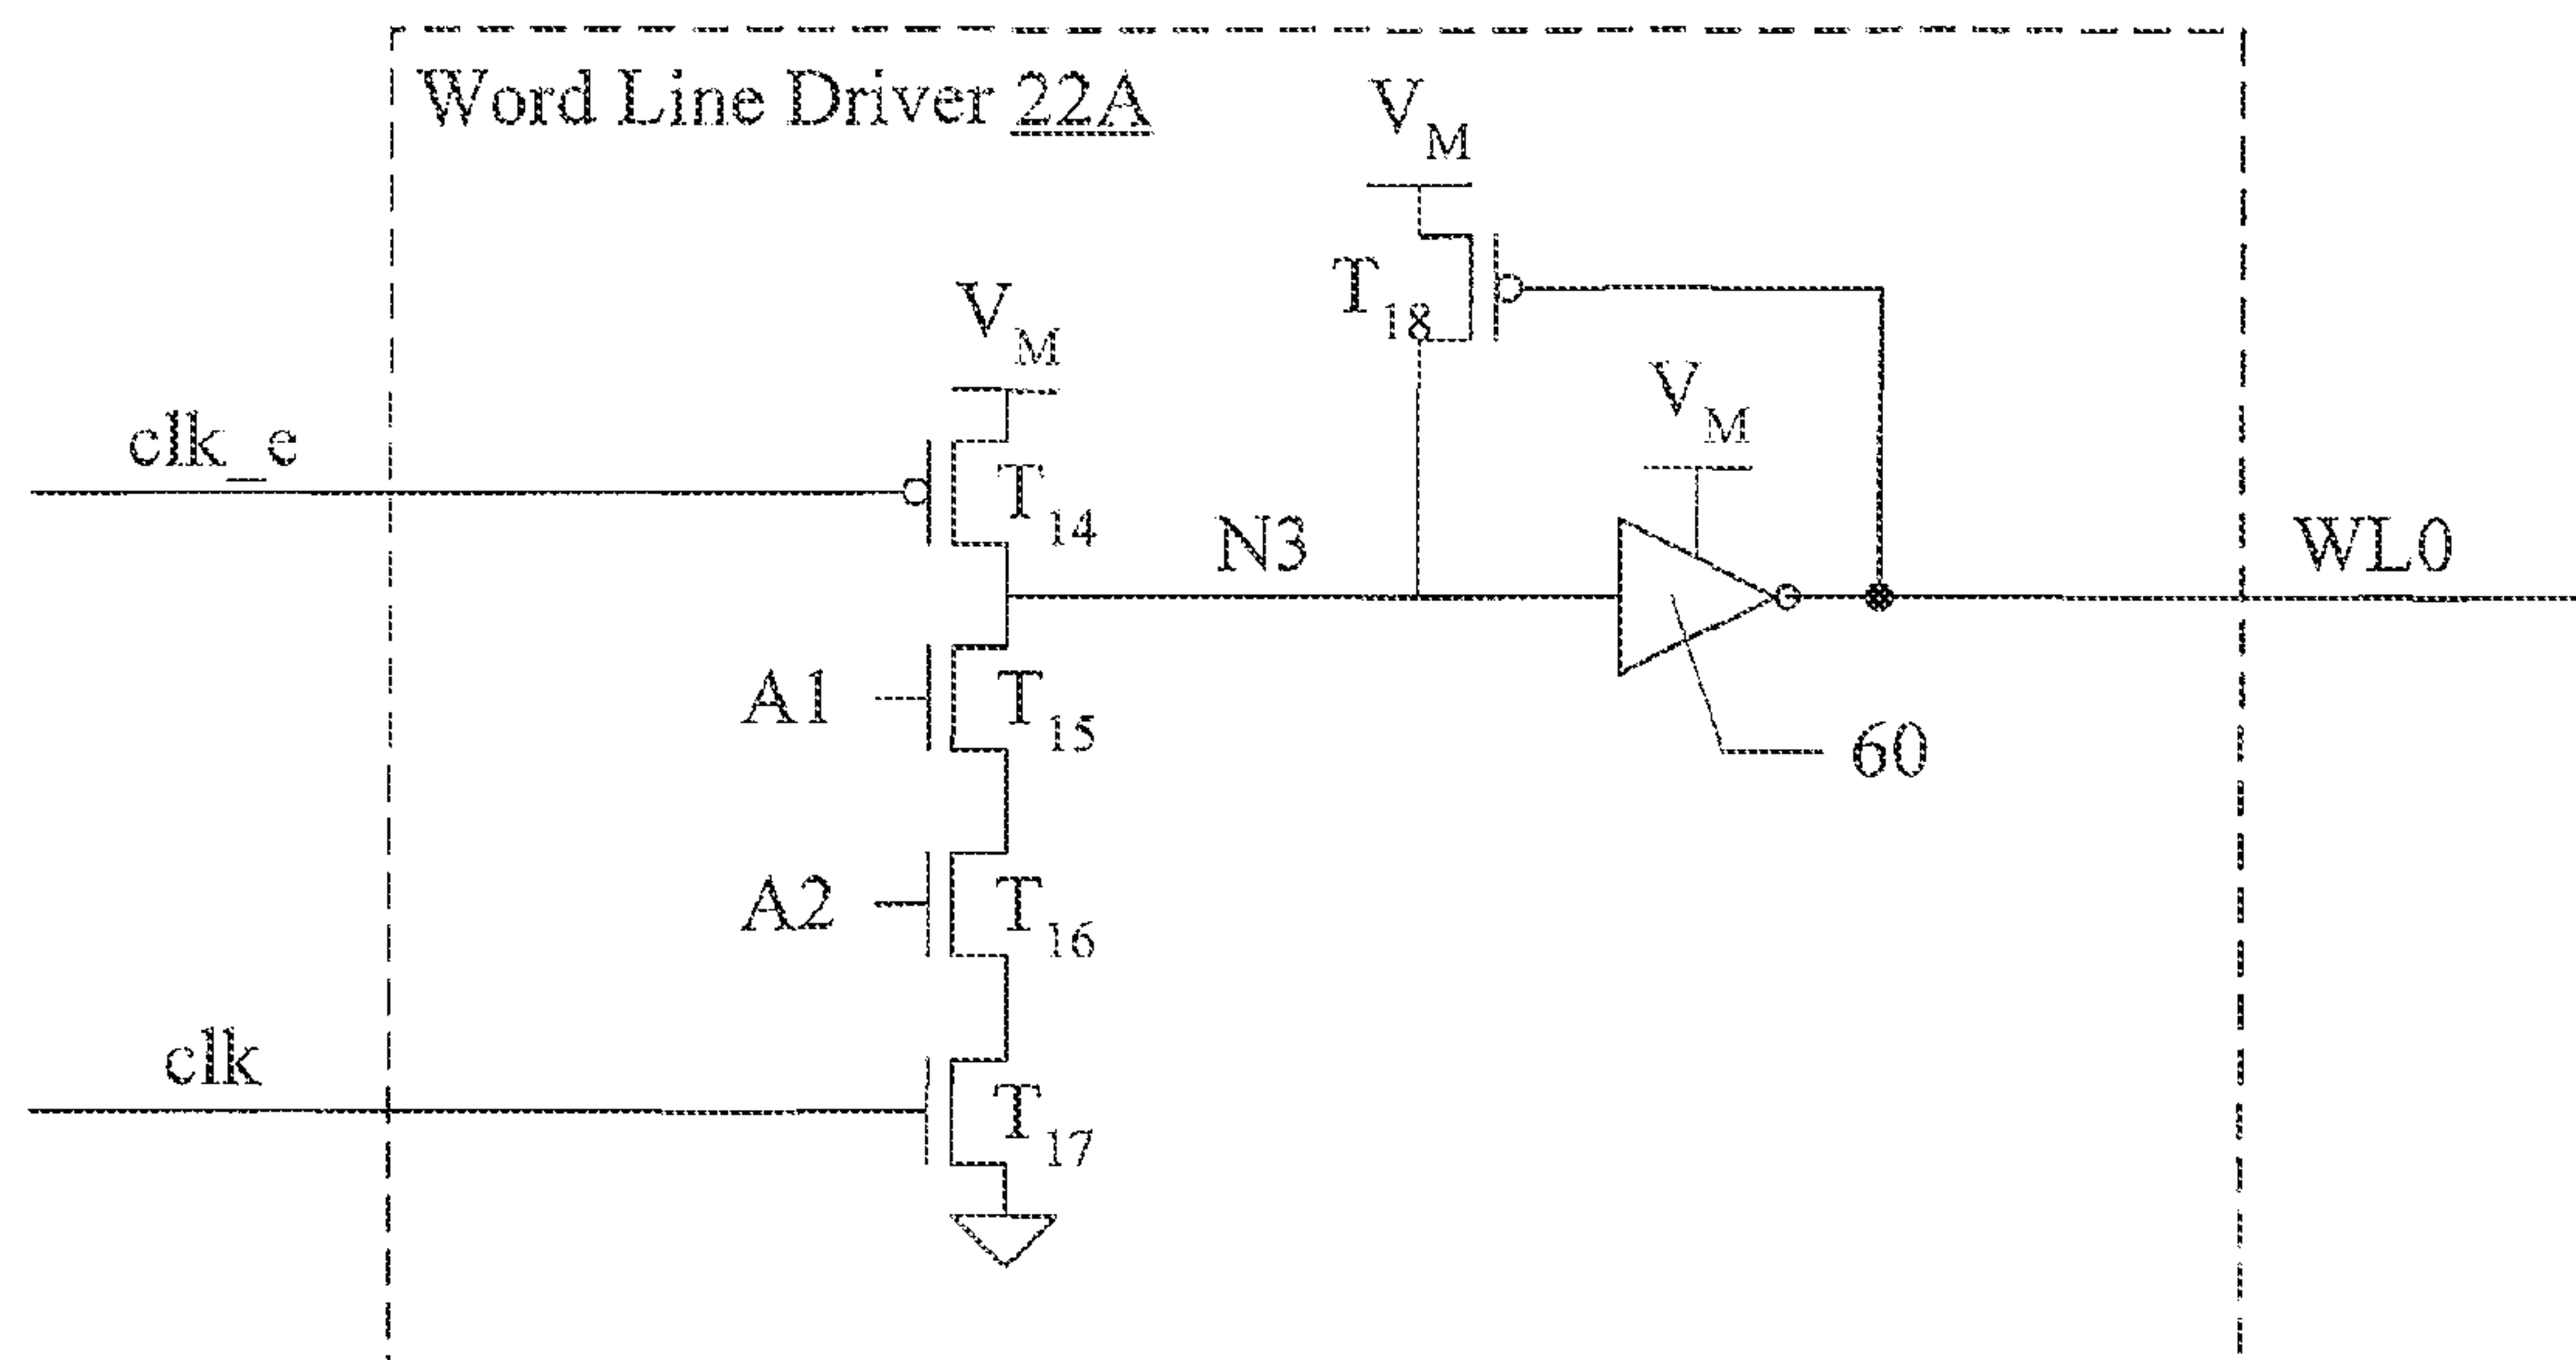 Word Line Driver 22A
V_M
T_18
V_M
V_M
clk_e
T_14
N3
WL0
A1
T_15
60
A2
T_16
clk
T_17